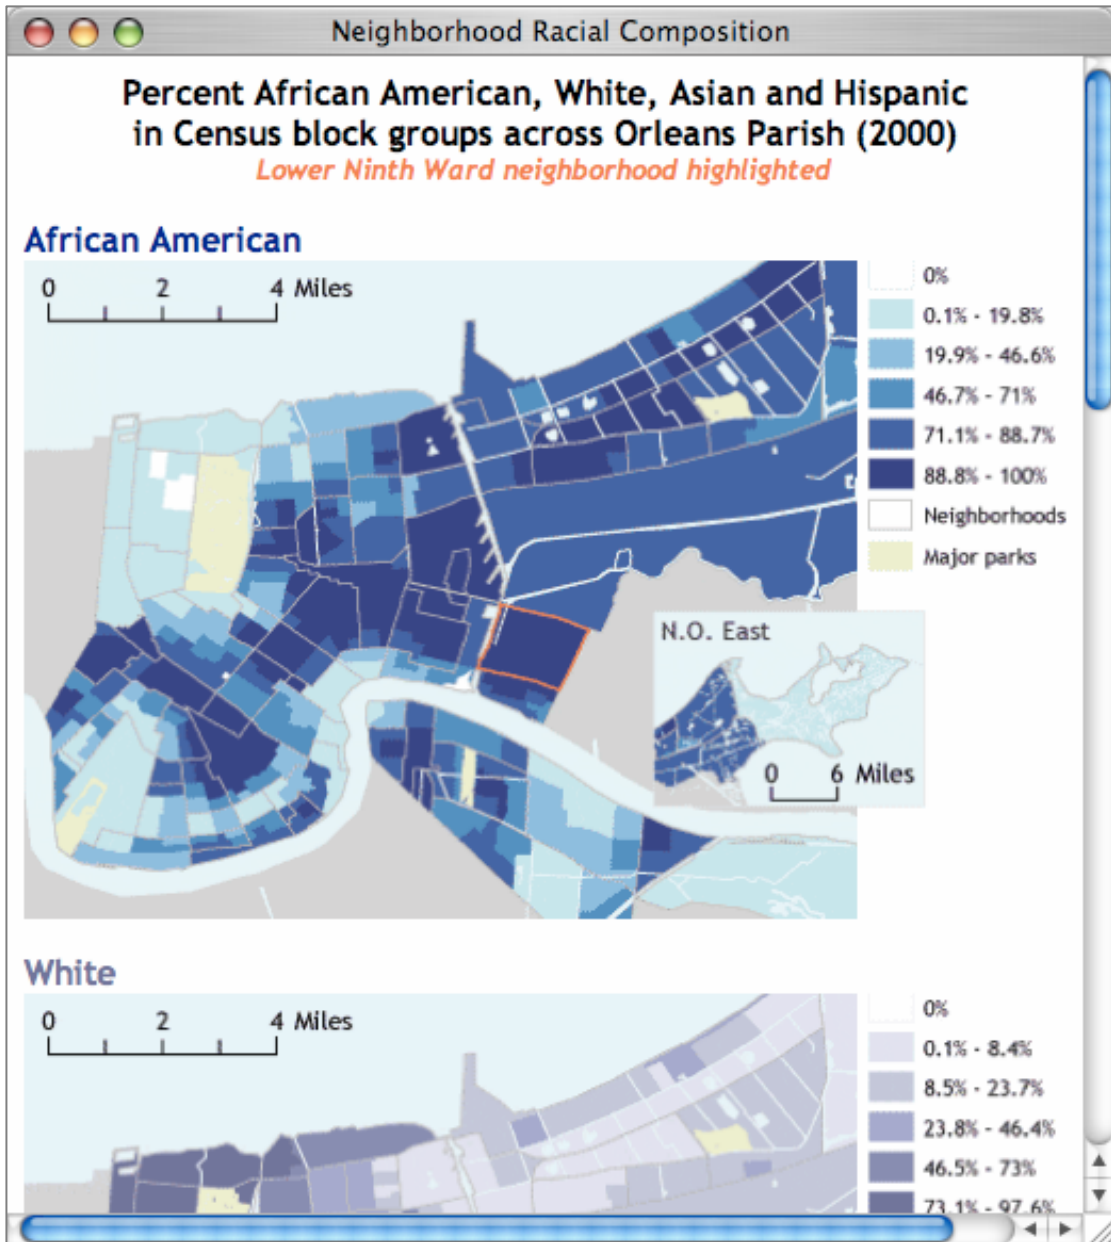 Neighborhood Racial Composition
Percent African American, White, Asian and Hispanic
in Census block groups across Orleans Parish (2000)
Lower Ninth Ward neighborhood highlighted
African American
0 2 4 Miles
0%
0.1% - 19.8%
19.9% - 46.6%
46.7% - 71%
71.1% - 88.7%
88.8% - 100%
Neighborhoods
Major parks
N.O. East
0 6 Miles
White
0 2 4 Miles
0%
0.1% - 8.4%
8.5% - 23.7%
23.8% - 46.4%
46.5% - 73%
73.1% - 97.6%